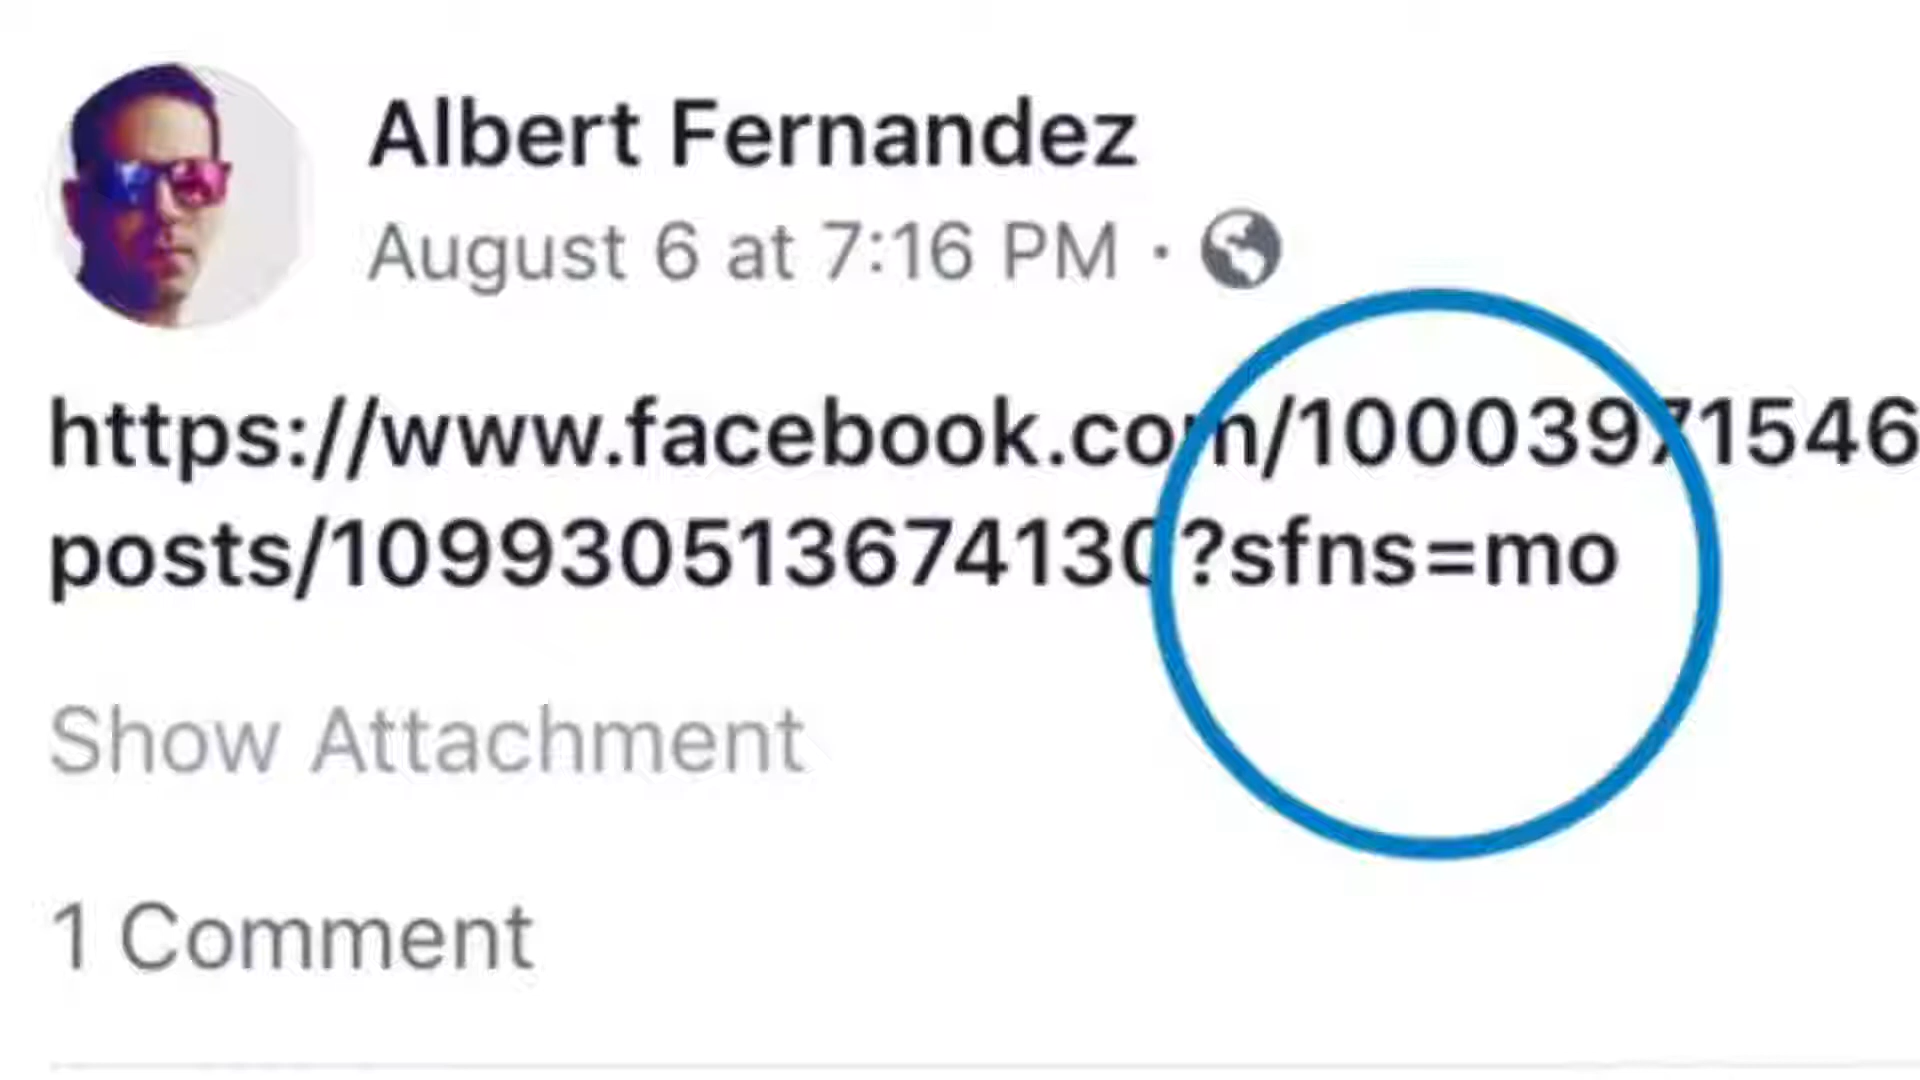 Albert Fernandez
August 6 at 7:16 PM ·
https://www.facebook.com/10003971546
posts/109930513674130?sfns=mo
Show Attachment
1 Comment